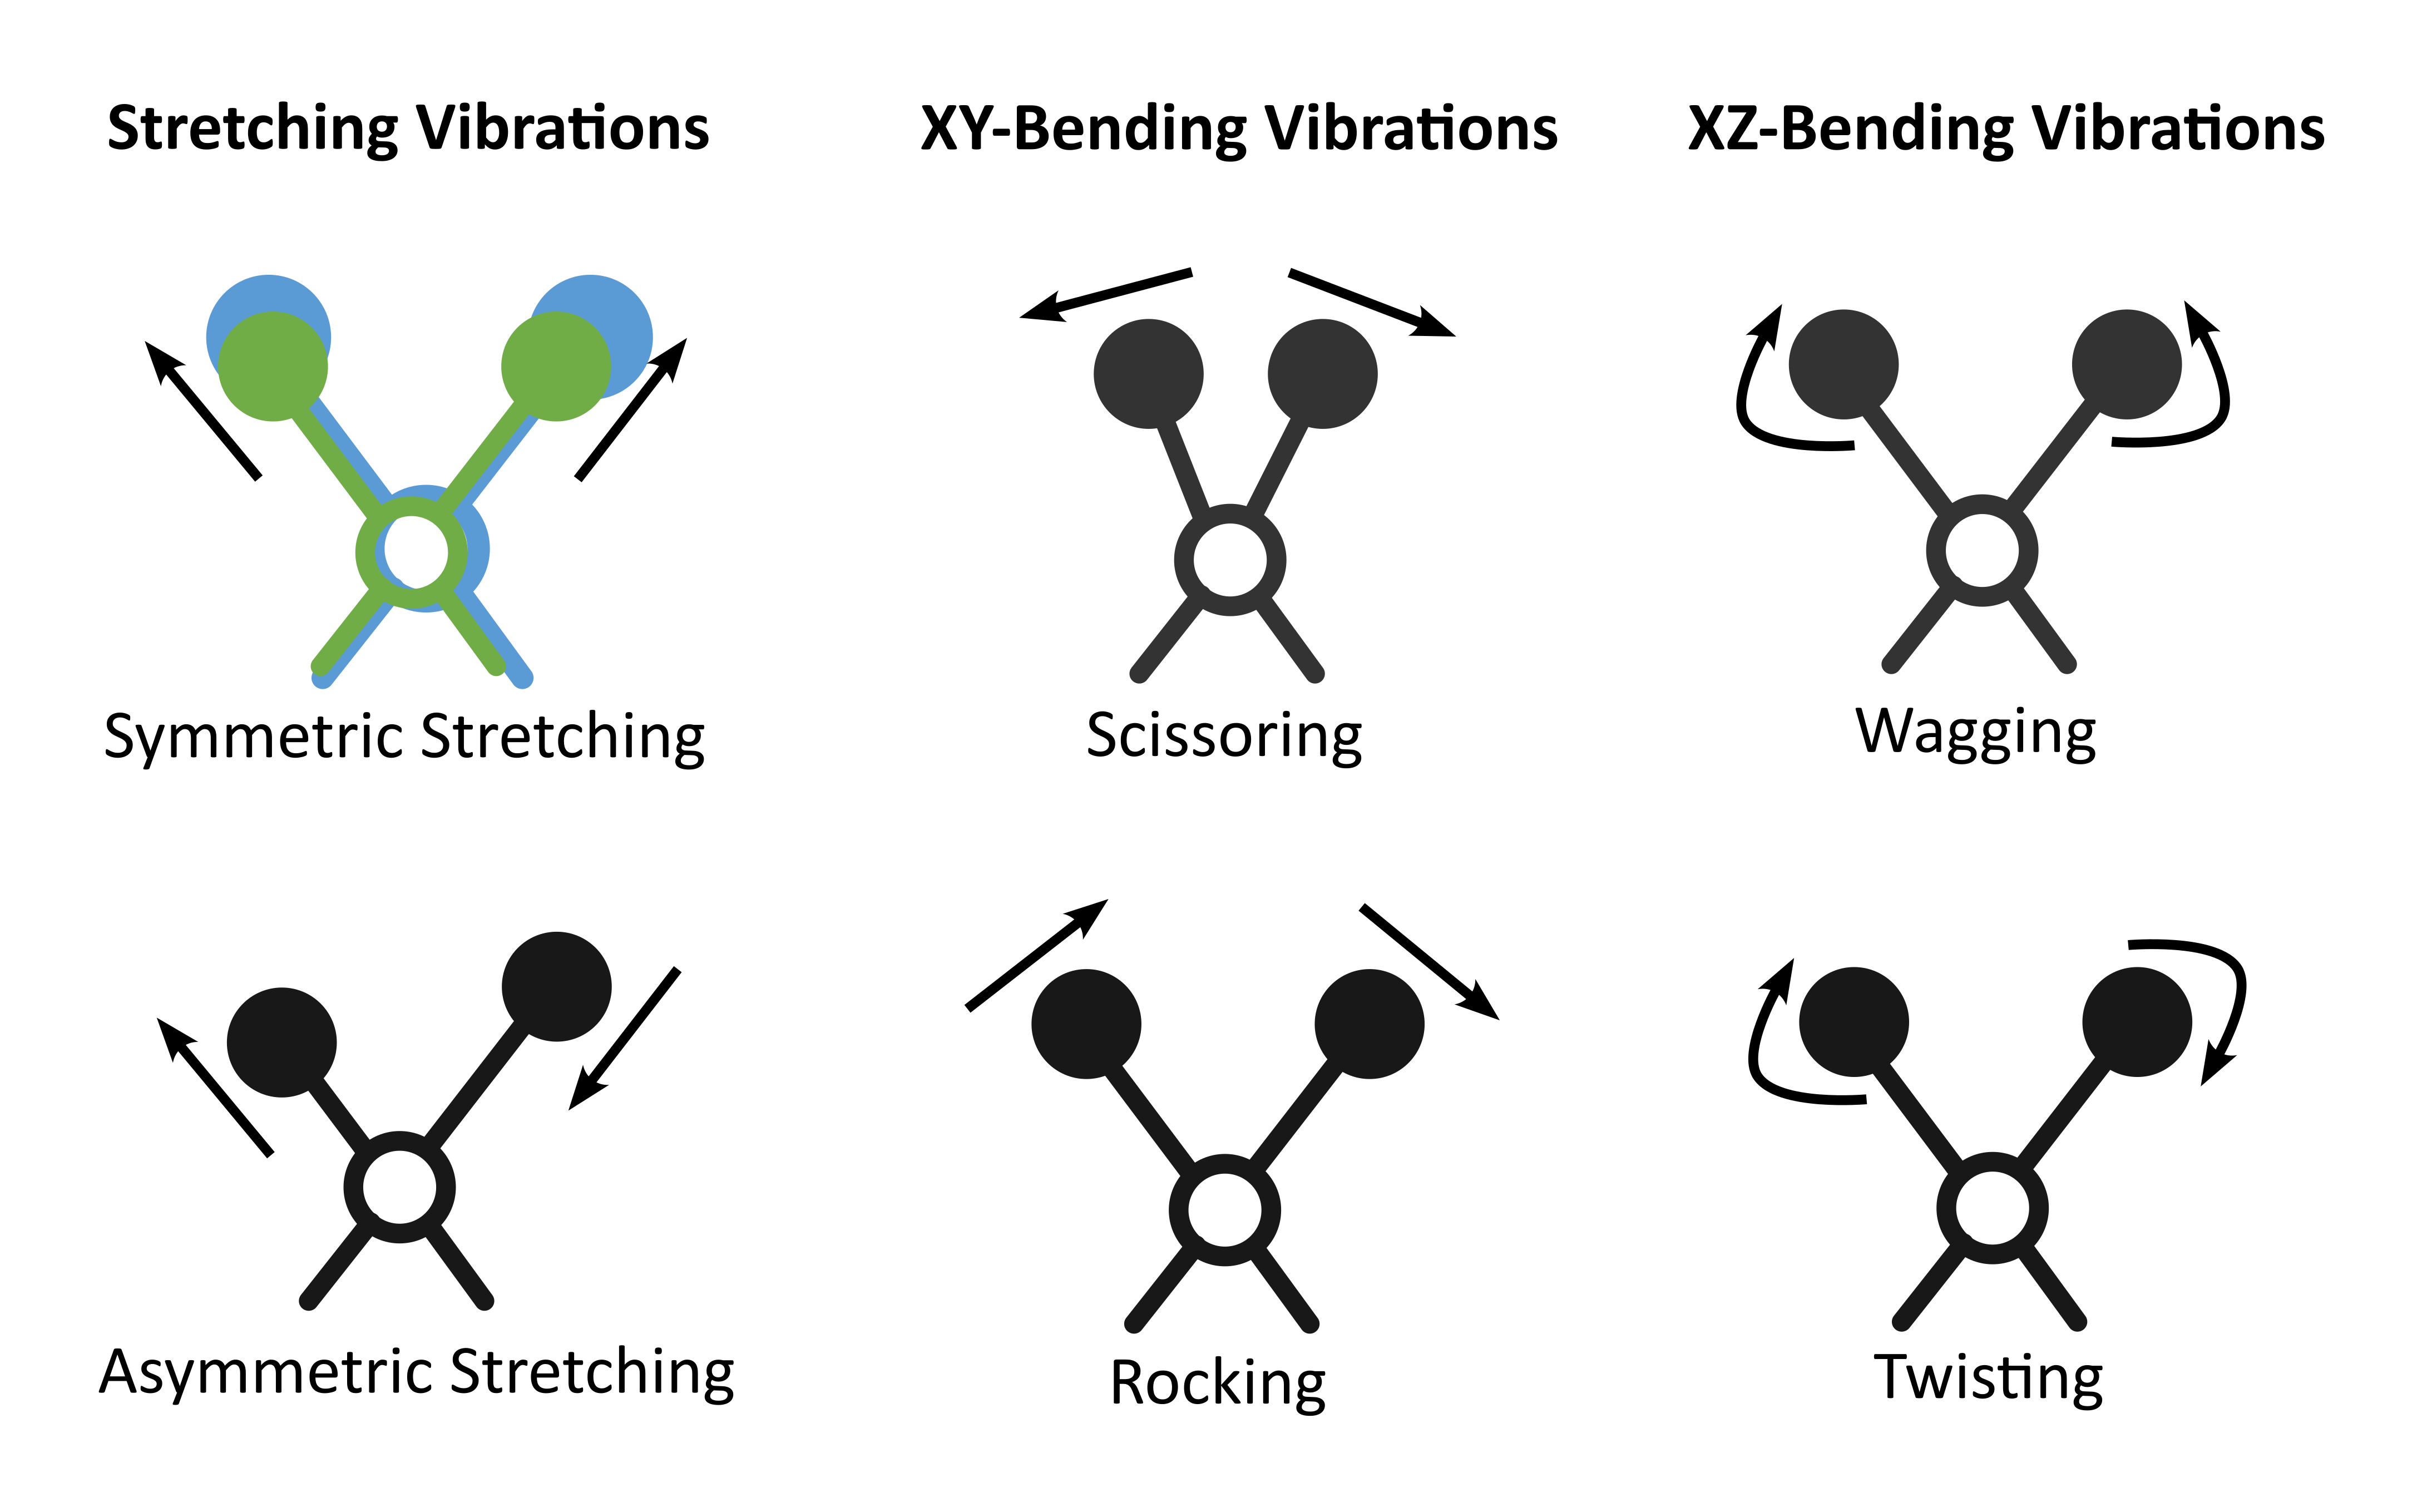 Stretching Vibrations
XY-Bending Vibrations
XZ-Bending Vibrations
Symmetric Stretching
Scissoring
Wagging
Asymmetric Stretching
Rocking
Twisting